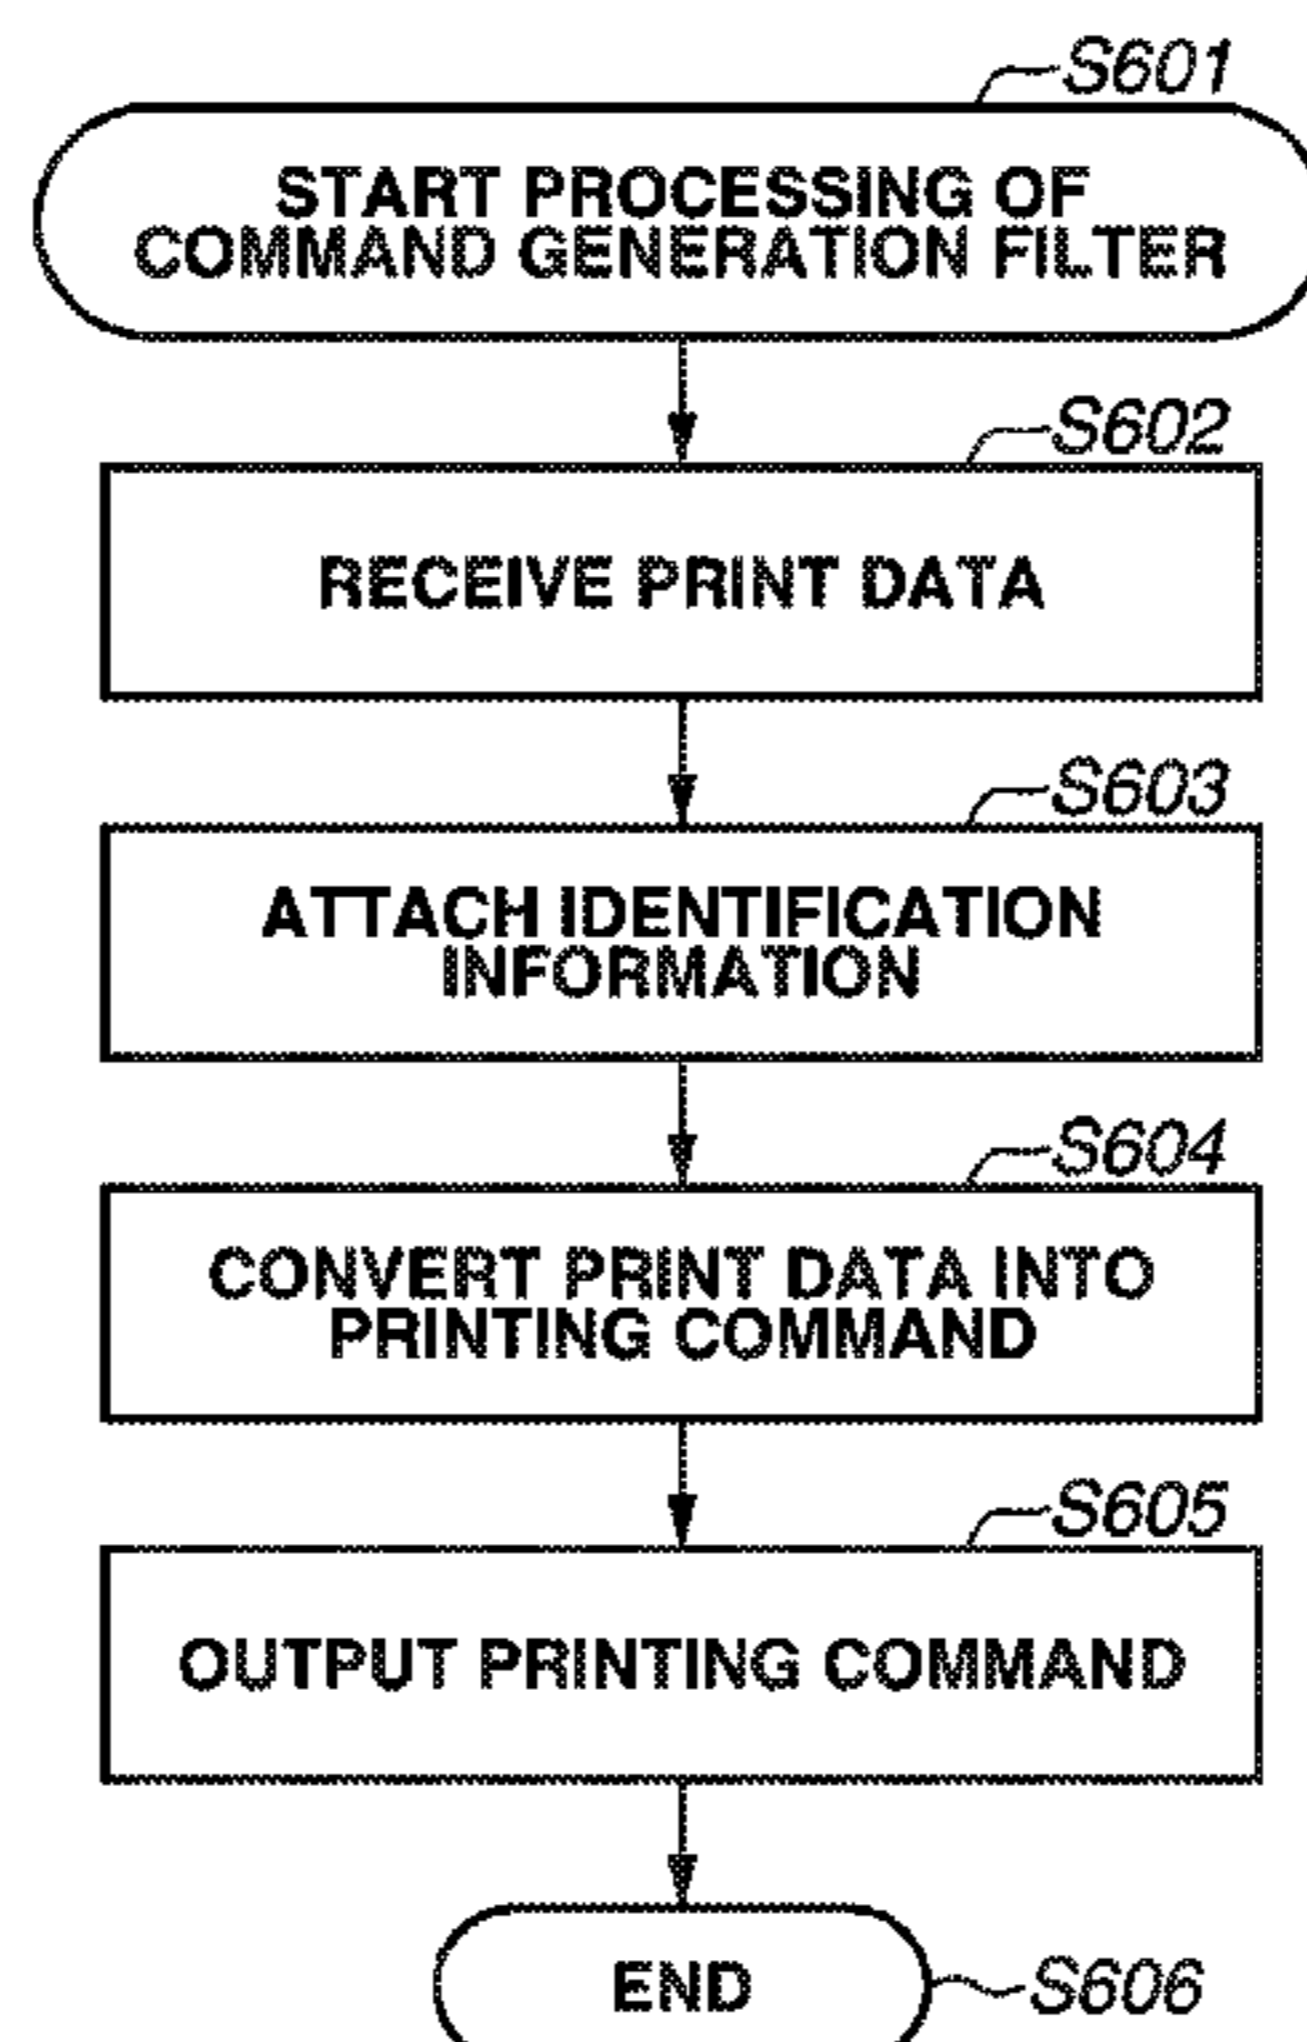 S601
START PROCESSING OF
COMMAND GENERATION FILTER
S602
RECEIVE PRINT DATA
S603
ATTACH IDENTIFICATION
INFORMATION
S604
CONVERT PRINT DATA INTO
PRINTING COMMAND
S605
OUTPUT PRINTING COMMAND
END
S606